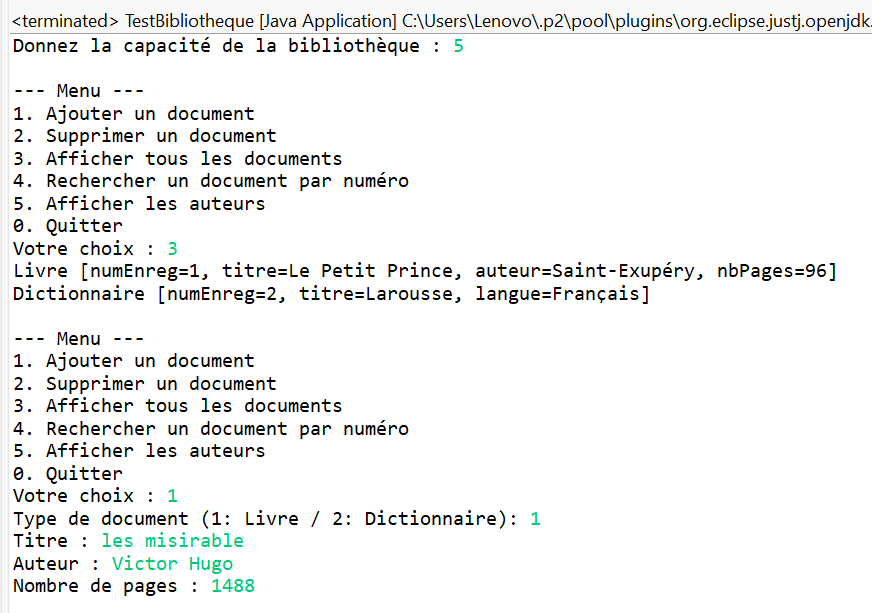 <terminated> TestBibliotheque [Java Application] C:\Users\Lenovo\.p2\pool\plugins\org.eclipse.justj.openjdk.
Donnez la capacité de la bibliothèque : 5
--- Menu ---
1. Ajouter un document
2. Supprimer un document
3. Afficher tous les documents
4. Rechercher un document par numéro
5. Afficher les auteurs
0. Quitter
Votre choix : 3
Livre [numEnreg=1, titre=Le Petit Prince, auteur=Saint-Exupéry, nbPages=96]
Dictionnaire [numEnreg=2, titre=Larousse, langue=Français]
--- Menu ---
1. Ajouter un document
2. Supprimer un document
3. Afficher tous les documents
4. Rechercher un document par numéro
5. Afficher les auteurs
0. Quitter
Votre choix : 1
Type de document (1: Livre / 2: Dictionnaire): 1
Titre : les misirable
Auteur : Victor Hugo
Nombre de pages : 1488